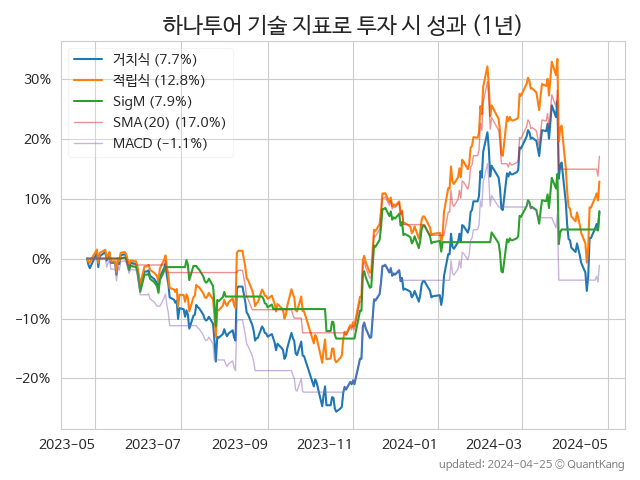 하나투어 기술 지표로 투자 시 성과 (1년)
거치식 (7.7%)
적립식 (12.8%)
SigM (7.9%)
SMA(20) (17.0%)
MACD (−1.1%)
30%
20%
10%
0%
−10%
−20%
2023-05 2023-07 2023-09 2023-11 2024-01 2024-03 2024-05
updated: 2024-04-25 © QuantKang